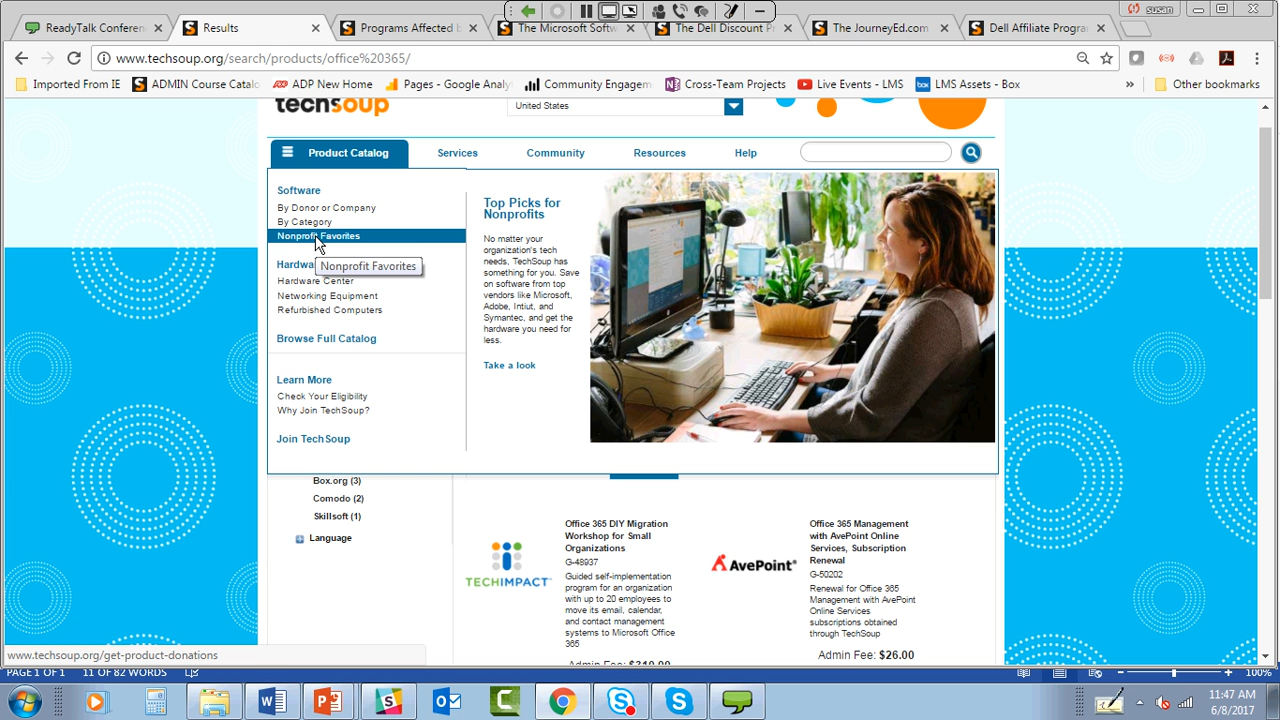 susan
ReadyTalk Conferenc
Results
Programs Affected b
The Microsoft Softw
The Dell Discount P
The JourneyEd.com
Dell Affiliate Progra
www.techsoup.org/search/products/office%20365/
Imported From IE
ADMIN Course Catalo
ADP New Home
Pages - Google Analy
Community Engagem
Cross-Team Projects
Live Events - LMS
LMS Assets - Box
»
Other bookmarks
techsoup
United States
Product Catalog
Services
Community
Resources
Help
Software
By Donor or Company
By Category
Nonprofit Favorites
Nonprofit Favorites
Hardwa
Hardware Center
Networking Equipment
Refurbished Computers
Browse Full Catalog
Learn More
Check Your Eligibility
Why Join TechSoup?
Join TechSoup
Top Picks for
Nonprofits
No matter your
organization's tech
needs, TechSoup has
something for you. Save
on software from top
vendors like Microsoft,
Adobe, Intiut, and
Symantec, and get the
hardware you need for
less.
Take a look
Box.org (3)
Comodo (2)
Skillsoft (1)
Language
TECHIMPACT
Office 365 DIY Migration
Workshop for Small
Organizations
G-48937
Guided self-implementation
program for an organization
with up to 20 employees to
move its email, calendar,
and contact management
systems to Microsoft Office
365
Admin Fee: $310.00
AvePoint
Office 365 Management
with AvePoint Online
Services, Subscription
Renewal
G-50202
Renewal for Office 365
Management with AvePoint
Online Services
subscriptions obtained
through TechSoup
Admin Fee: $26.00
www.techsoup.org/get-product-donations
PAGE 1 OF 1
11 OF 82 WORDS
100%
11:47 AM
6/8/2017